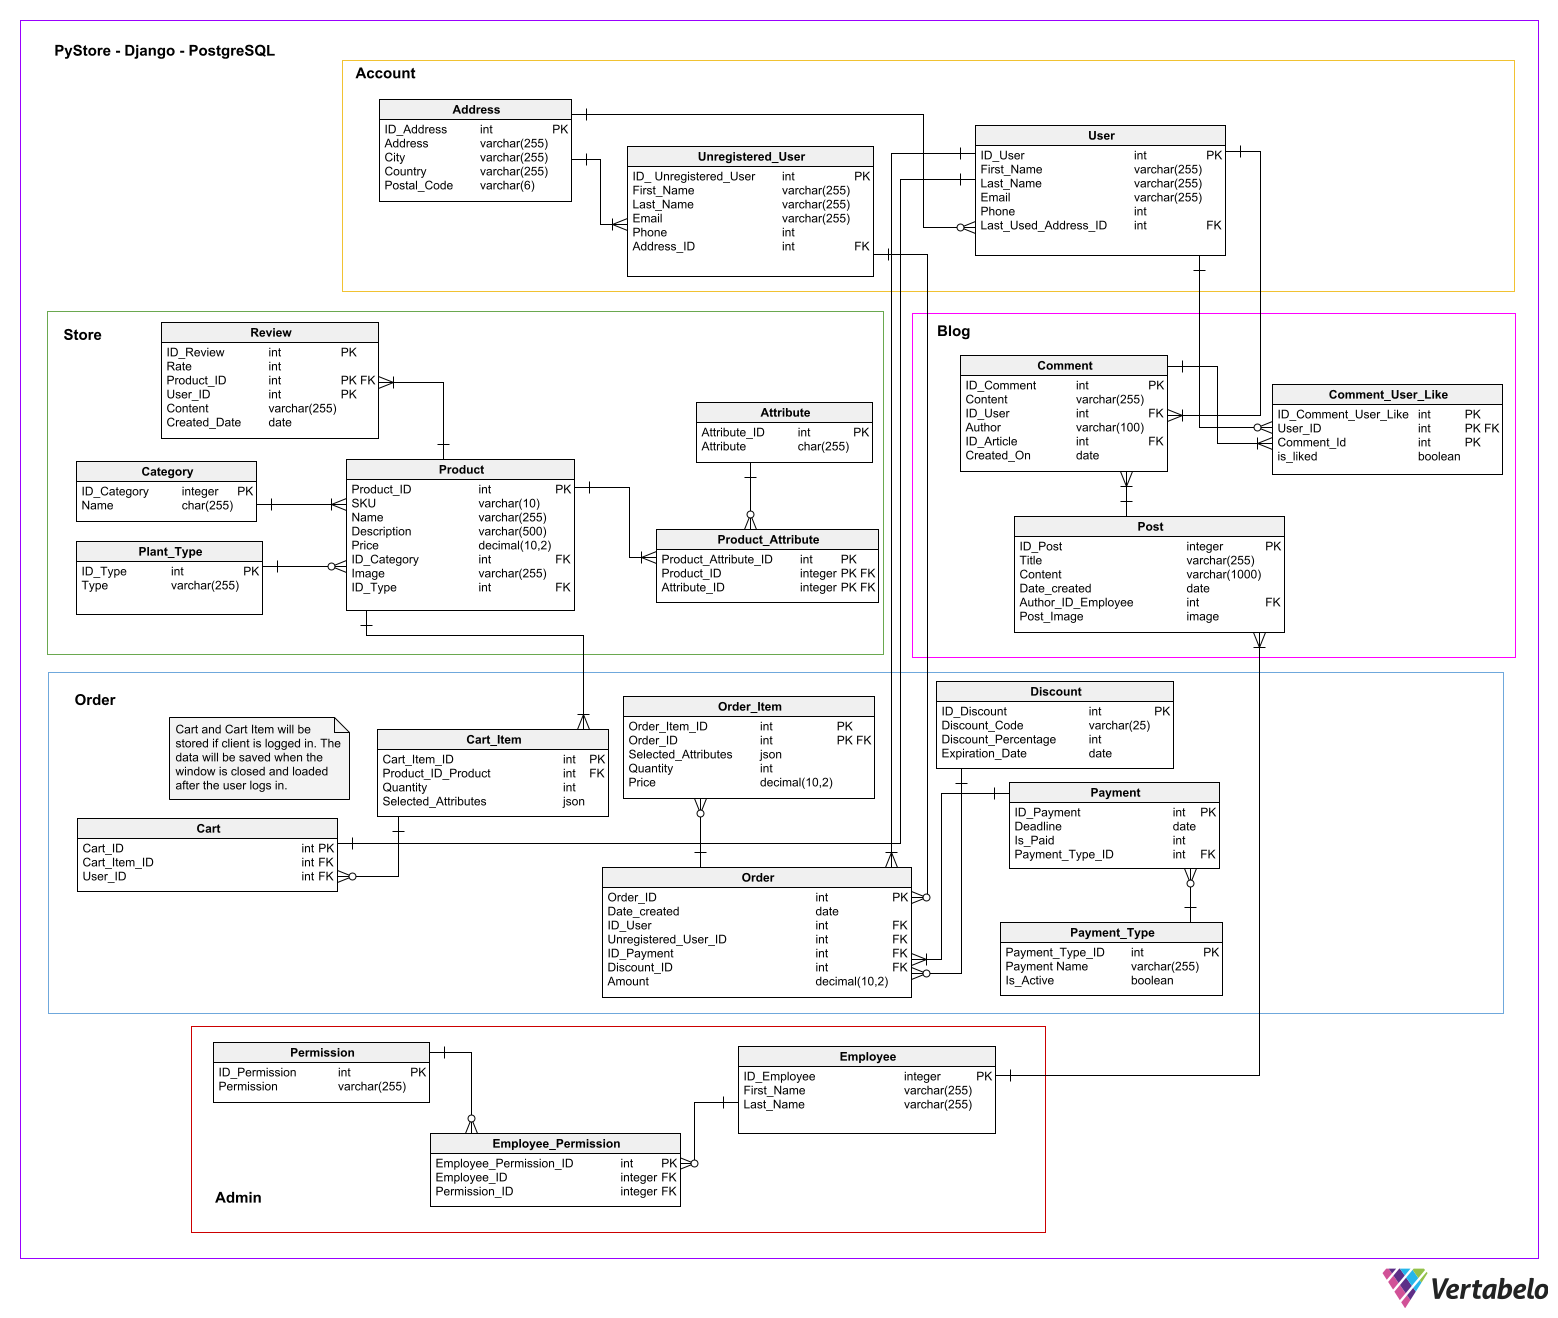 PyStore - Django - PostgreSQL
Account
Address
ID_Address int PK
Address varchar(255)
City varchar(255)
Country varchar(255)
Postal_Code varchar(6)
Unregistered_User
ID_ Unregistered_User int PK
First_Name varchar(255)
Last_Name varchar(255)
Email varchar(255)
Phone int
Address_ID int FK
User
ID_User int PK
First_Name varchar(255)
Last_Name varchar(255)
Email varchar(255)
Phone int
Last_Used_Address_ID int FK
Store
Review
ID_Review int PK
Rate int
Product_ID int PK FK
User_ID int PK
Content varchar(255)
Created_Date date
Attribute
Attribute_ID int PK
Attribute char(255)
Category
ID_Category integer PK
Name char(255)
Product
Product_ID int PK
SKU varchar(10)
Name varchar(255)
Description varchar(500)
Price decimal(10,2)
ID_Category int FK
Image varchar(255)
ID_Type int FK
Plant_Type
ID_Type int PK
Type varchar(255)
Product_Attribute
Product_Attribute_ID int PK
Product_ID integer PK FK
Attribute_ID integer PK FK
Blog
Comment
ID_Comment int PK
Content varchar(255)
ID_User int FK
Author varchar(100)
ID_Article int FK
Created_On date
Comment_User_Like
ID_Comment_User_Like int PK
User_ID int PK FK
Comment_Id int PK
is_liked boolean
Post
ID_Post integer PK
Title varchar(255)
Content varchar(1000)
Date_created date
Author_ID_Employee int FK
Post_Image image
Order
Cart and Cart Item will be
stored if client is logged in. The
data will be saved when the
window is closed and loaded
after the user logs in.
Cart_Item
Cart_Item_ID int PK
Product_ID_Product int FK
Quantity int
Selected_Attributes json
Order_Item
Order_Item_ID int PK
Order_ID int PK FK
Selected_Attributes json
Quantity int
Price decimal(10,2)
Discount
ID_Discount int PK
Discount_Code varchar(25)
Discount_Percentage int
Expiration_Date date
Payment
ID_Payment int PK
Deadline date
Is_Paid int
Payment_Type_ID int FK
Cart
Cart_ID int PK
Cart_Item_ID int FK
User_ID int FK
Order
Order_ID int PK
Date_created date
ID_User int FK
Unregistered_User_ID int FK
ID_Payment int FK
Discount_ID int FK
Amount decimal(10,2)
Payment_Type
Payment_Type_ID int PK
Payment Name varchar(255)
Is_Active boolean
Permission
ID_Permission int PK
Permission varchar(255)
Employee
ID_Employee integer PK
First_Name varchar(255)
Last_Name varchar(255)
Employee_Permission
Employee_Permission_ID int PK
Employee_ID integer FK
Permission_ID integer FK
Admin
Vertabelo